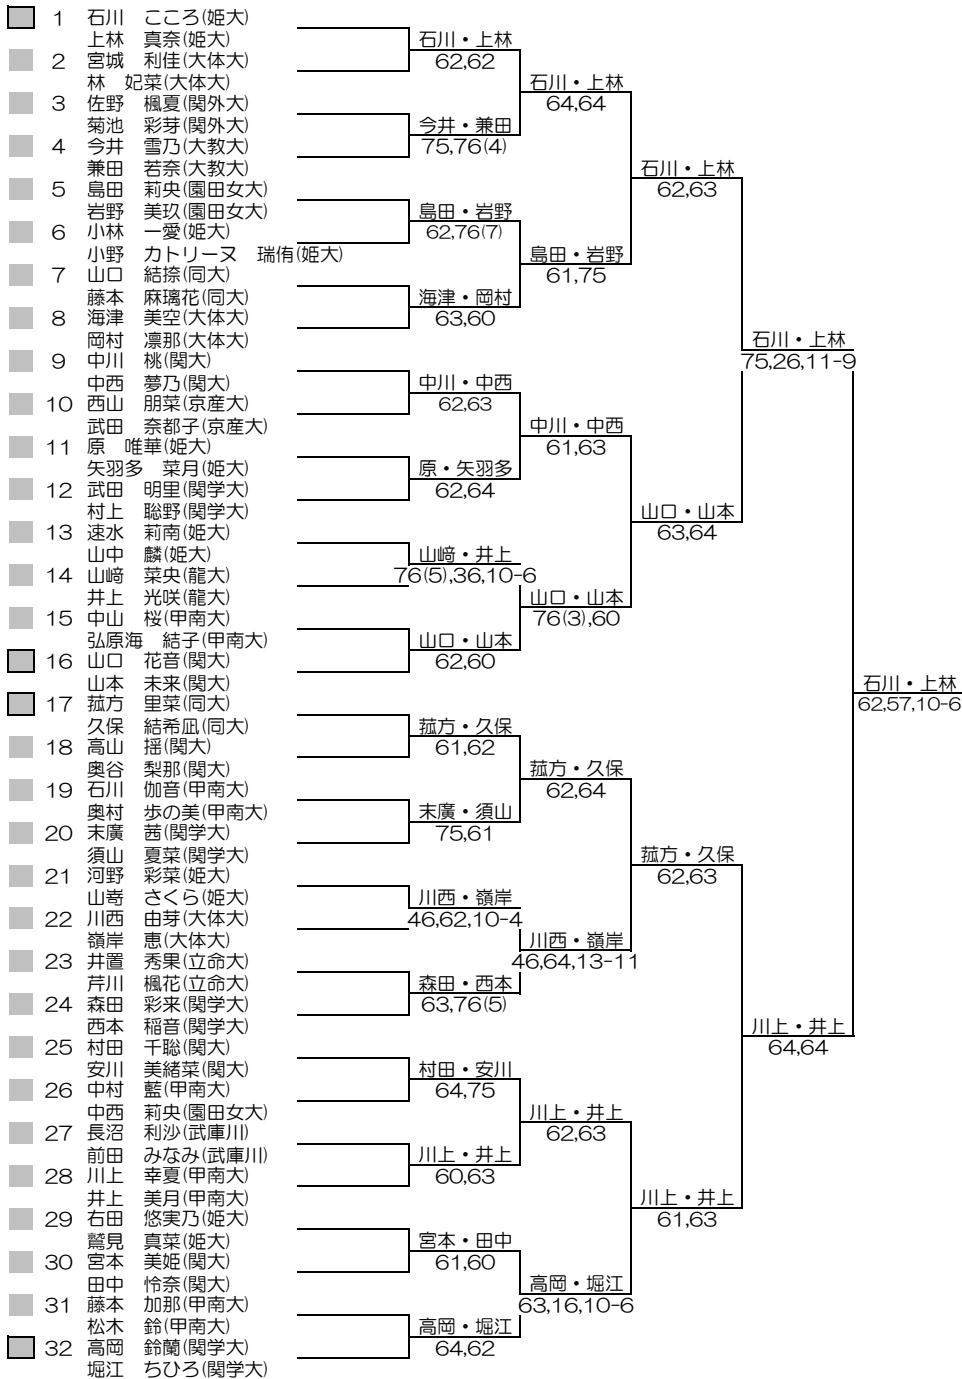 1 石川 こころ(姫大)
上林 真奈(姫大)
石川・上林
2 宮城 利佳(大体大)
62,62
林 妃菜(大体大)
石川・上林
3 佐野 楓夏(関外大)
64,64
菊池 彩芽(関外大)
今井・兼田
4 今井 雪乃(大教大)
75,76(4)
兼田 若奈(大教大)
石川・上林
5 島田 莉央(園田女大)
62,63
岩野 美玖(園田女大)
島田・岩野
6 小林 一愛(姫大)
62,76(7)
小野 カトリーヌ 瑞侑(姫大)
島田・岩野
7 山口 結捺(同大)
61,75
藤本 麻璃花(同大)
海津・岡村
8 海津 美空(大体大)
63,60
岡村 凛那(大体大)
石川・上林
9 中川 桃(関大)
75,26,11-9
中西 夢乃(関大)
中川・中西
10 西山 朋菜(京産大)
62,63
武田 奈都子(京産大)
中川・中西
11 原 唯華(姫大)
61,63
矢羽多 菜月(姫大)
原・矢羽多
12 武田 明里(関学大)
62,64
村上 聡野(関学大)
山口・山本
13 速水 莉南(姫大)
63,64
山中 麟(姫大)
山﨑・井上
14 山﨑 菜央(龍大)
76(5),36,10-6
井上 光咲(龍大)
山口・山本
15 中山 桜(甲南大)
76(3),60
弘原海 結子(甲南大)
山口・山本
16 山口 花音(関大)
62,60
山本 未来(関大)
石川・上林
17 菰方 里菜(同大)
62,57,10-6
久保 結希凪(同大)
菰方・久保
18 高山 揺(関大)
61,62
奥谷 梨那(関大)
菰方・久保
19 石川 伽音(甲南大)
62,64
奥村 歩の美(甲南大)
末廣・須山
20 末廣 茜(関学大)
75,61
須山 夏菜(関学大)
菰方・久保
21 河野 彩菜(姫大)
62,63
山嵜 さくら(姫大)
川西・嶺岸
22 川西 由芽(大体大)
46,62,10-4
嶺岸 恵(大体大)
川西・嶺岸
23 井置 秀果(立命大)
46,64,13-11
芹川 楓花(立命大)
森田・西本
24 森田 彩来(関学大)
63,76(5)
西本 稲音(関学大)
川上・井上
25 村田 千聡(関大)
64,64
安川 美緒菜(関大)
村田・安川
26 中村 藍(甲南大)
64,75
中西 莉央(園田女大)
川上・井上
27 長沼 利沙(武庫川)
62,63
前田 みなみ(武庫川)
川上・井上
28 川上 幸夏(甲南大)
60,63
井上 美月(甲南大)
川上・井上
29 右田 悠実乃(姫大)
61,63
鷲見 真菜(姫大)
宮本・田中
30 宮本 美姫(関大)
61,60
田中 怜奈(関大)
高岡・堀江
31 藤本 加那(甲南大)
63,16,10-6
松木 鈴(甲南大)
高岡・堀江
32 高岡 鈴蘭(関学大)
64,62
堀江 ちひろ(関学大)